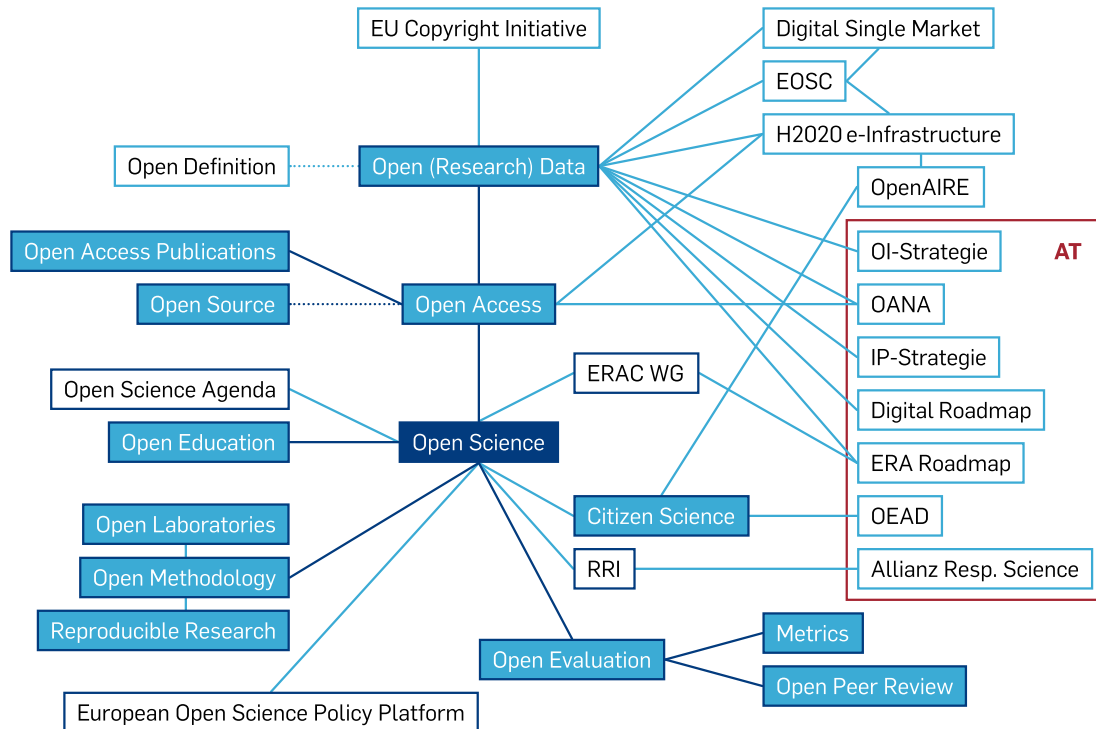 EU Copyright Initiative
Digital Single Market
EOSC
H2020 e-Infrastructure
Open Definition
Open (Research) Data
OpenAIRE
Open Access Publications
OI-Strategie
AT
Open Source
Open Access
OANA
IP-Strategie
Open Science Agenda
ERAC WG
Digital Roadmap
Open Education
Open Science
ERA Roadmap
Open Laboratories
Citizen Science
OEAD
Open Methodology
RRI
Allianz Resp. Science
Reproducible Research
Metrics
Open Evaluation
Open Peer Review
European Open Science Policy Platform